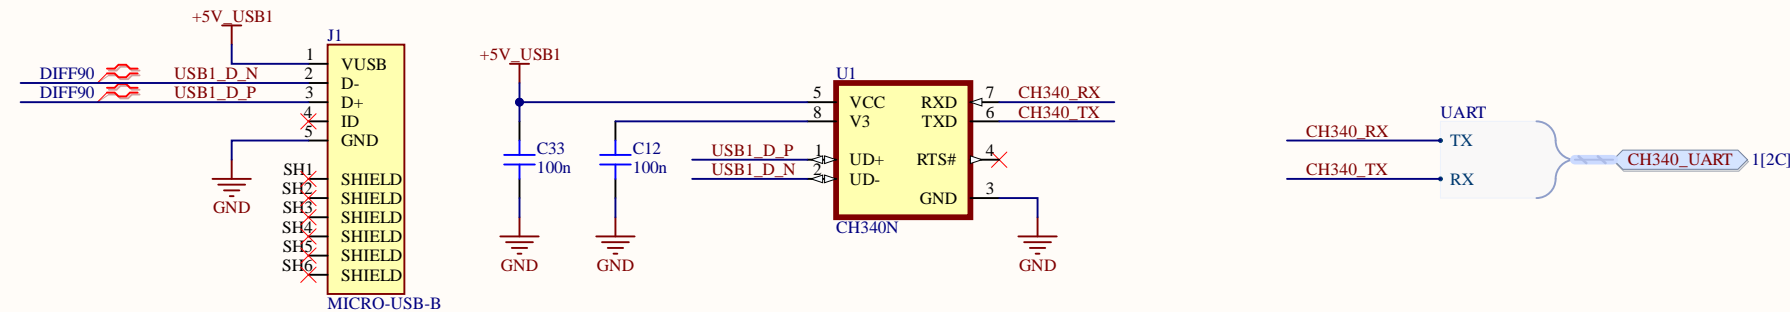 +5V_USB1
J1
1 VUSB
DIFF90 USB1_D_N 2 D-
DIFF90 USB1_D_P 3 D+
4 ID
5 GND
GND
SH1 SHIELD
SH2 SHIELD
SH3 SHIELD
SH4 SHIELD
SH5 SHIELD
SH6 SHIELD
MICRO-USB-B
+5V_USB1
C33
100n
GND
C12
100n
GND
U1
5 VCC RXD 7 CH340_RX
8 V3 TXD 6 CH340_TX
USB1_D_P 1 UD+ RTS# 4
USB1_D_N 2 UD-
GND 3
CH340N
GND
UART
CH340_RX TX
CH340_TX RX
CH340_UART 1[2C]